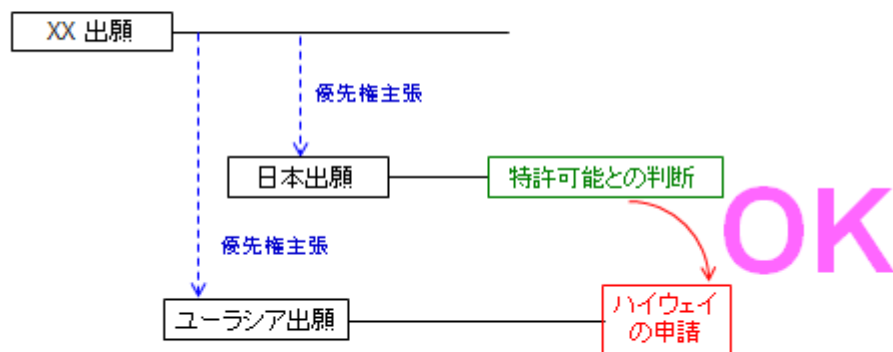 XX 出願
優先権主張
日本出願
特許可能との判断
OK
優先権主張
ユーラシア出願
ハイウェイ
の申請